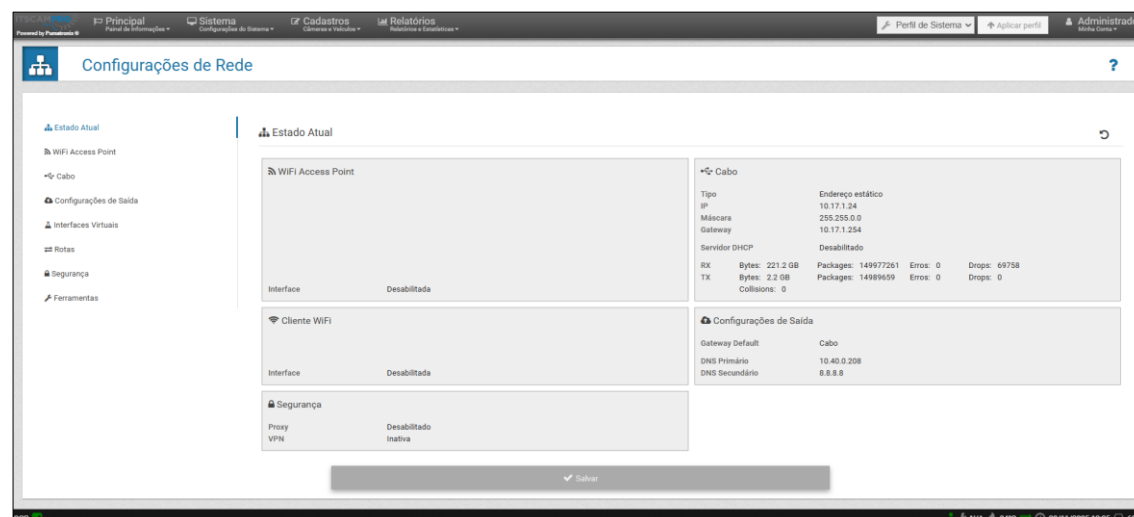 ITSCAMPRO
Powered by Pumatronix ®
Principal
Painel de Informações
Sistema
Configurações do Sistema
Cadastros
Câmeras e Veículos
Relatórios
Relatórios e Estatísticas
Perfil de Sistema
Aplicar perfil
Administrado
Minha Conta
Configurações de Rede
?
Estado Atual
WiFi Access Point
Cabo
Configurações de Saída
Interfaces Virtuais
Rotas
Segurança
Ferramentas
Estado Atual
WiFi Access Point
Interface Desabilitada
Cabo
Tipo Endereço estático
IP 10.17.1.24
Máscara 255.255.0.0
Gateway 10.17.1.254
Servidor DHCP Desabilitado
RX Bytes: 221.2 GB Packages: 149977261 Erros: 0 Drops: 69758
TX Bytes: 2.2 GB Packages: 14989659 Erros: 0 Drops: 0
Collisions: 0
Cliente WiFi
Interface Desabilitada
Configurações de Saída
Gateway Default Cabo
DNS Primário 10.40.0.208
DNS Secundário 8.8.8.8
Segurança
Proxy Desabilitado
VPN Inativa
Salvar